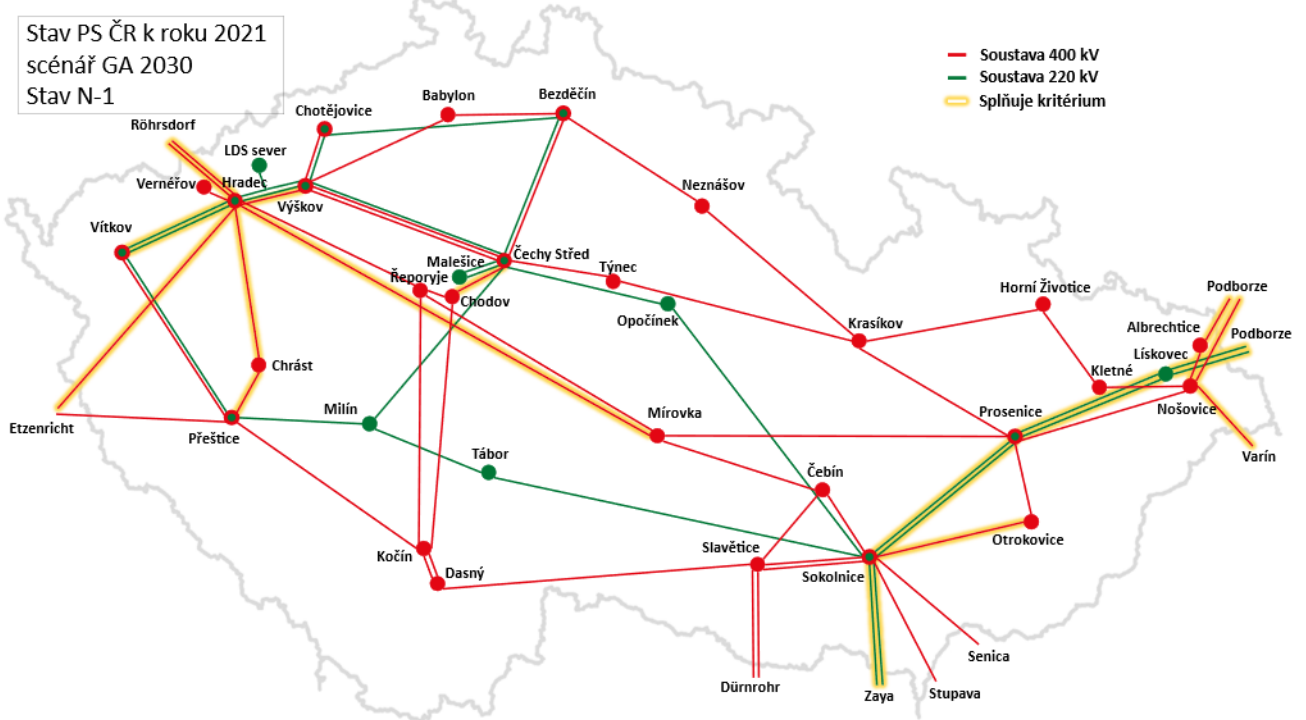 Stav PS ČR k roku 2021
scénář GA 2030
Stav N-1
Soustava 400 kV
Soustava 220 kV
Splňuje kritérium
Röhrsdorf
Chotějovice
Babylon
Bezděčín
LDS sever
Vernéřov
Hradec
Výškov
Neznášov
Vítkov
Malešice
Čechy Střed
Řeporyje
Chodov
Týnec
Opočínek
Krasíkov
Horní Životice
Podborze
Albrechtice
Podborze
Lískovec
Kletné
Nošovice
Varín
Chrást
Etzenricht
Přeštice
Milín
Mírovka
Prosenice
Tábor
Čebín
Otrokovice
Kočín
Dasný
Slavětice
Sokolnice
Dürnrohr
Zaya
Stupava
Senica